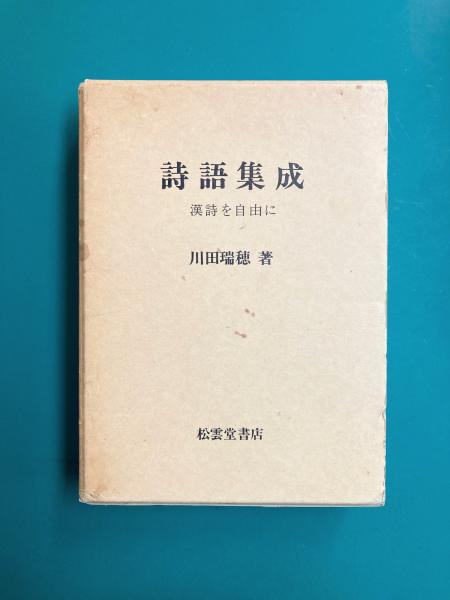 詩語集成
漢詩を自由に
川田瑞穂 著
松雲堂書店